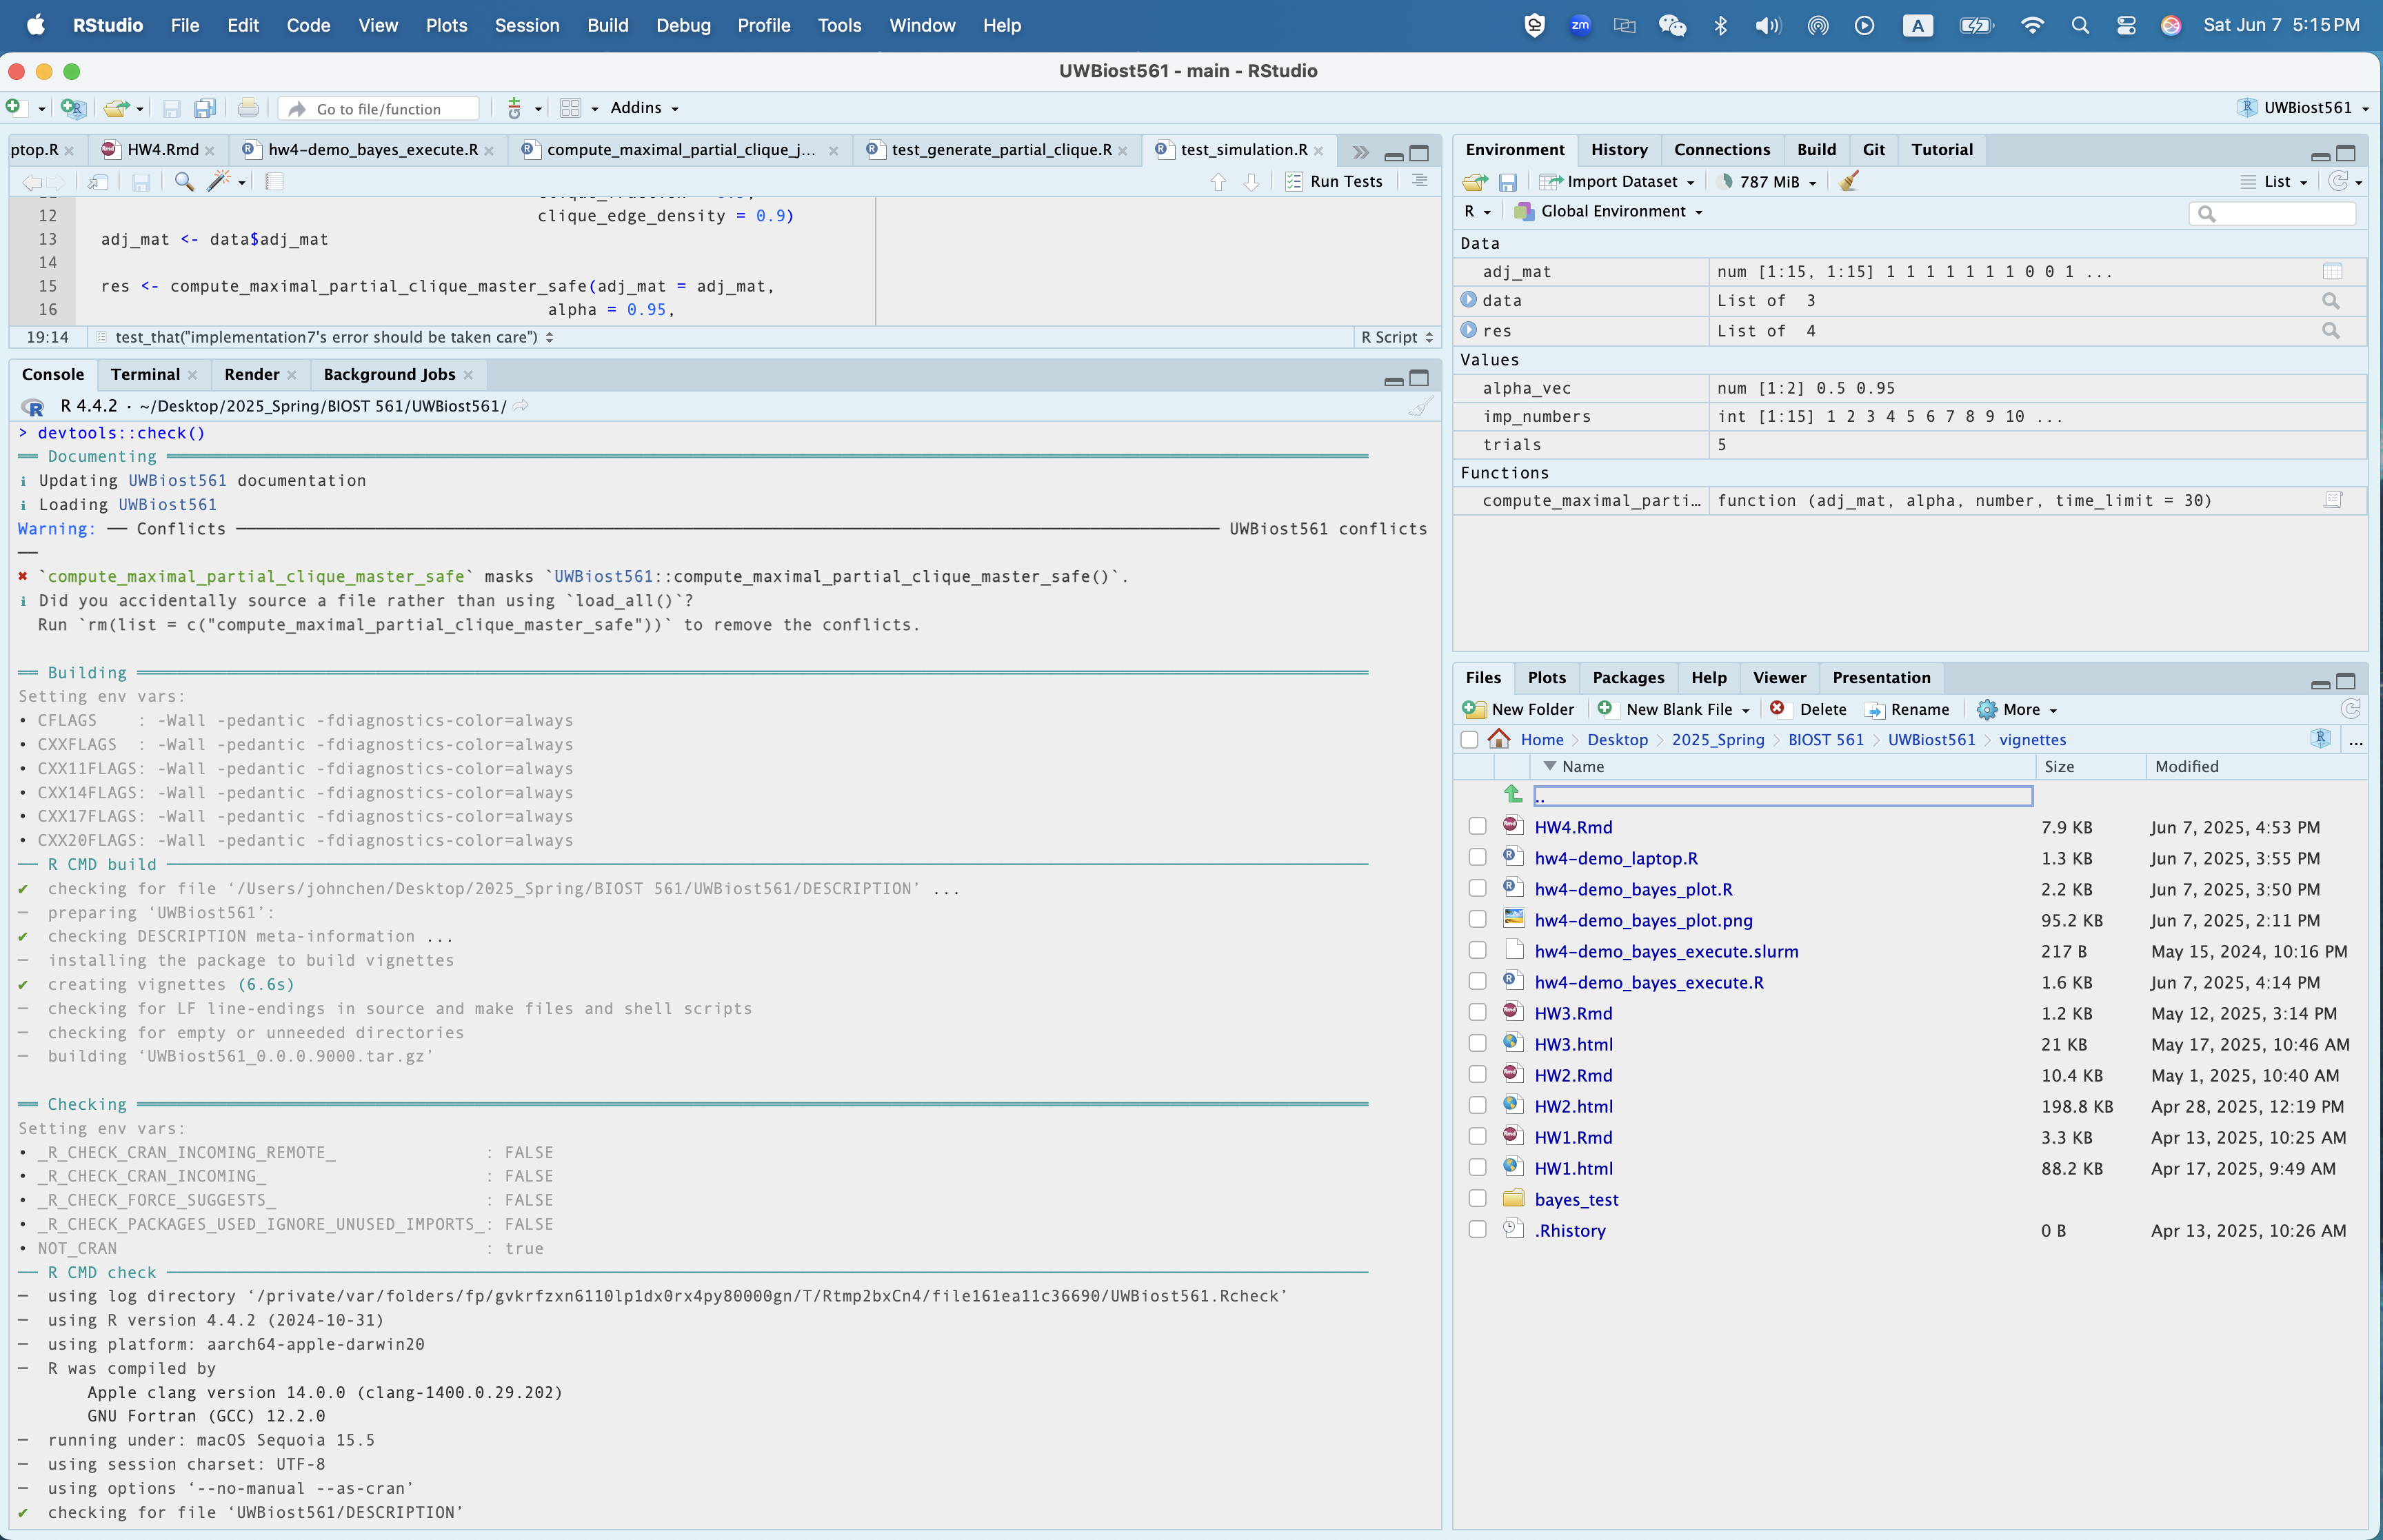 RStudio File Edit Code View Plots Session Build Debug Profile Tools Window Help
zm A Sat Jun 7 5:15 PM
UWBiost561 - main - RStudio
Go to file/function Addins UWBiost561
ptop.R HW4.Rmd hw4-demo_bayes_execute.R compute_maximal_partial_clique_j... test_generate_partial_clique.R test_simulation.R
Run Tests
12 clique_edge_density = 0.9)
13 adj_mat <- data$adj_mat
14
15 res <- compute_maximal_partial_clique_master_safe(adj_mat = adj_mat,
16 alpha = 0.95,
19:14 test_that("implementation7's error should be taken care") R Script
Console Terminal Render Background Jobs
R 4.4.2 · ~/Desktop/2025_Spring/BIOST 561/UWBiost561/
> devtools::check()
══ Documenting ══
ℹ Updating UWBiost561 documentation
ℹ Loading UWBiost561
Warning: ── Conflicts ── UWBiost561 conflicts
──
✖ `compute_maximal_partial_clique_master_safe` masks `UWBiost561::compute_maximal_partial_clique_master_safe()`.
ℹ Did you accidentally source a file rather than using `load_all()`?
Run `rm(list = c("compute_maximal_partial_clique_master_safe"))` to remove the conflicts.
══ Building ══
Setting env vars:
• CFLAGS : -Wall -pedantic -fdiagnostics-color=always
• CXXFLAGS : -Wall -pedantic -fdiagnostics-color=always
• CXX11FLAGS: -Wall -pedantic -fdiagnostics-color=always
• CXX14FLAGS: -Wall -pedantic -fdiagnostics-color=always
• CXX17FLAGS: -Wall -pedantic -fdiagnostics-color=always
• CXX20FLAGS: -Wall -pedantic -fdiagnostics-color=always
── R CMD build ──
✔ checking for file ‘/Users/johnchen/Desktop/2025_Spring/BIOST 561/UWBiost561/DESCRIPTION’ ...
─ preparing ‘UWBiost561’:
✔ checking DESCRIPTION meta-information ...
─ installing the package to build vignettes
✔ creating vignettes (6.6s)
─ checking for LF line-endings in source and make files and shell scripts
─ checking for empty or unneeded directories
─ building ‘UWBiost561_0.0.0.9000.tar.gz’
══ Checking ══
Setting env vars:
• _R_CHECK_CRAN_INCOMING_REMOTE_ : FALSE
• _R_CHECK_CRAN_INCOMING_ : FALSE
• _R_CHECK_FORCE_SUGGESTS_ : FALSE
• _R_CHECK_PACKAGES_USED_IGNORE_UNUSED_IMPORTS_: FALSE
• NOT_CRAN : true
── R CMD check ──
─ using log directory ‘/private/var/folders/fp/gvkrfzxn6110lp1dx0rx4py80000gn/T/Rtmp2bxCn4/file161ea11c36690/UWBiost561.Rcheck’
─ using R version 4.4.2 (2024-10-31)
─ using platform: aarch64-apple-darwin20
─ R was compiled by
Apple clang version 14.0.0 (clang-1400.0.29.202)
GNU Fortran (GCC) 12.2.0
─ running under: macOS Sequoia 15.5
─ using session charset: UTF-8
─ using options ‘--no-manual --as-cran’
✔ checking for file ‘UWBiost561/DESCRIPTION’
Environment History Connections Build Git Tutorial
Import Dataset 787 MiB List
R Global Environment
Data
adj_mat num [1:15, 1:15] 1 1 1 1 1 1 1 0 0 1 ...
data List of 3
res List of 4
Values
alpha_vec num [1:2] 0.5 0.95
imp_numbers int [1:15] 1 2 3 4 5 6 7 8 9 10 ...
trials 5
Functions
compute_maximal_parti... function (adj_mat, alpha, number, time_limit = 30)
Files Plots Packages Help Viewer Presentation
New Folder New Blank File Delete Rename More
Home Desktop 2025_Spring BIOST 561 UWBiost561 vignettes ...
Name Size Modified
..
HW4.Rmd 7.9 KB Jun 7, 2025, 4:53 PM
hw4-demo_laptop.R 1.3 KB Jun 7, 2025, 3:55 PM
hw4-demo_bayes_plot.R 2.2 KB Jun 7, 2025, 3:50 PM
hw4-demo_bayes_plot.png 95.2 KB Jun 7, 2025, 2:11 PM
hw4-demo_bayes_execute.slurm 217 B May 15, 2024, 10:16 PM
hw4-demo_bayes_execute.R 1.6 KB Jun 7, 2025, 4:14 PM
HW3.Rmd 1.2 KB May 12, 2025, 3:14 PM
HW3.html 21 KB May 17, 2025, 10:46 AM
HW2.Rmd 10.4 KB May 1, 2025, 10:40 AM
HW2.html 198.8 KB Apr 28, 2025, 12:19 PM
HW1.Rmd 3.3 KB Apr 13, 2025, 10:25 AM
HW1.html 88.2 KB Apr 17, 2025, 9:49 AM
bayes_test
.Rhistory 0 B Apr 13, 2025, 10:26 AM